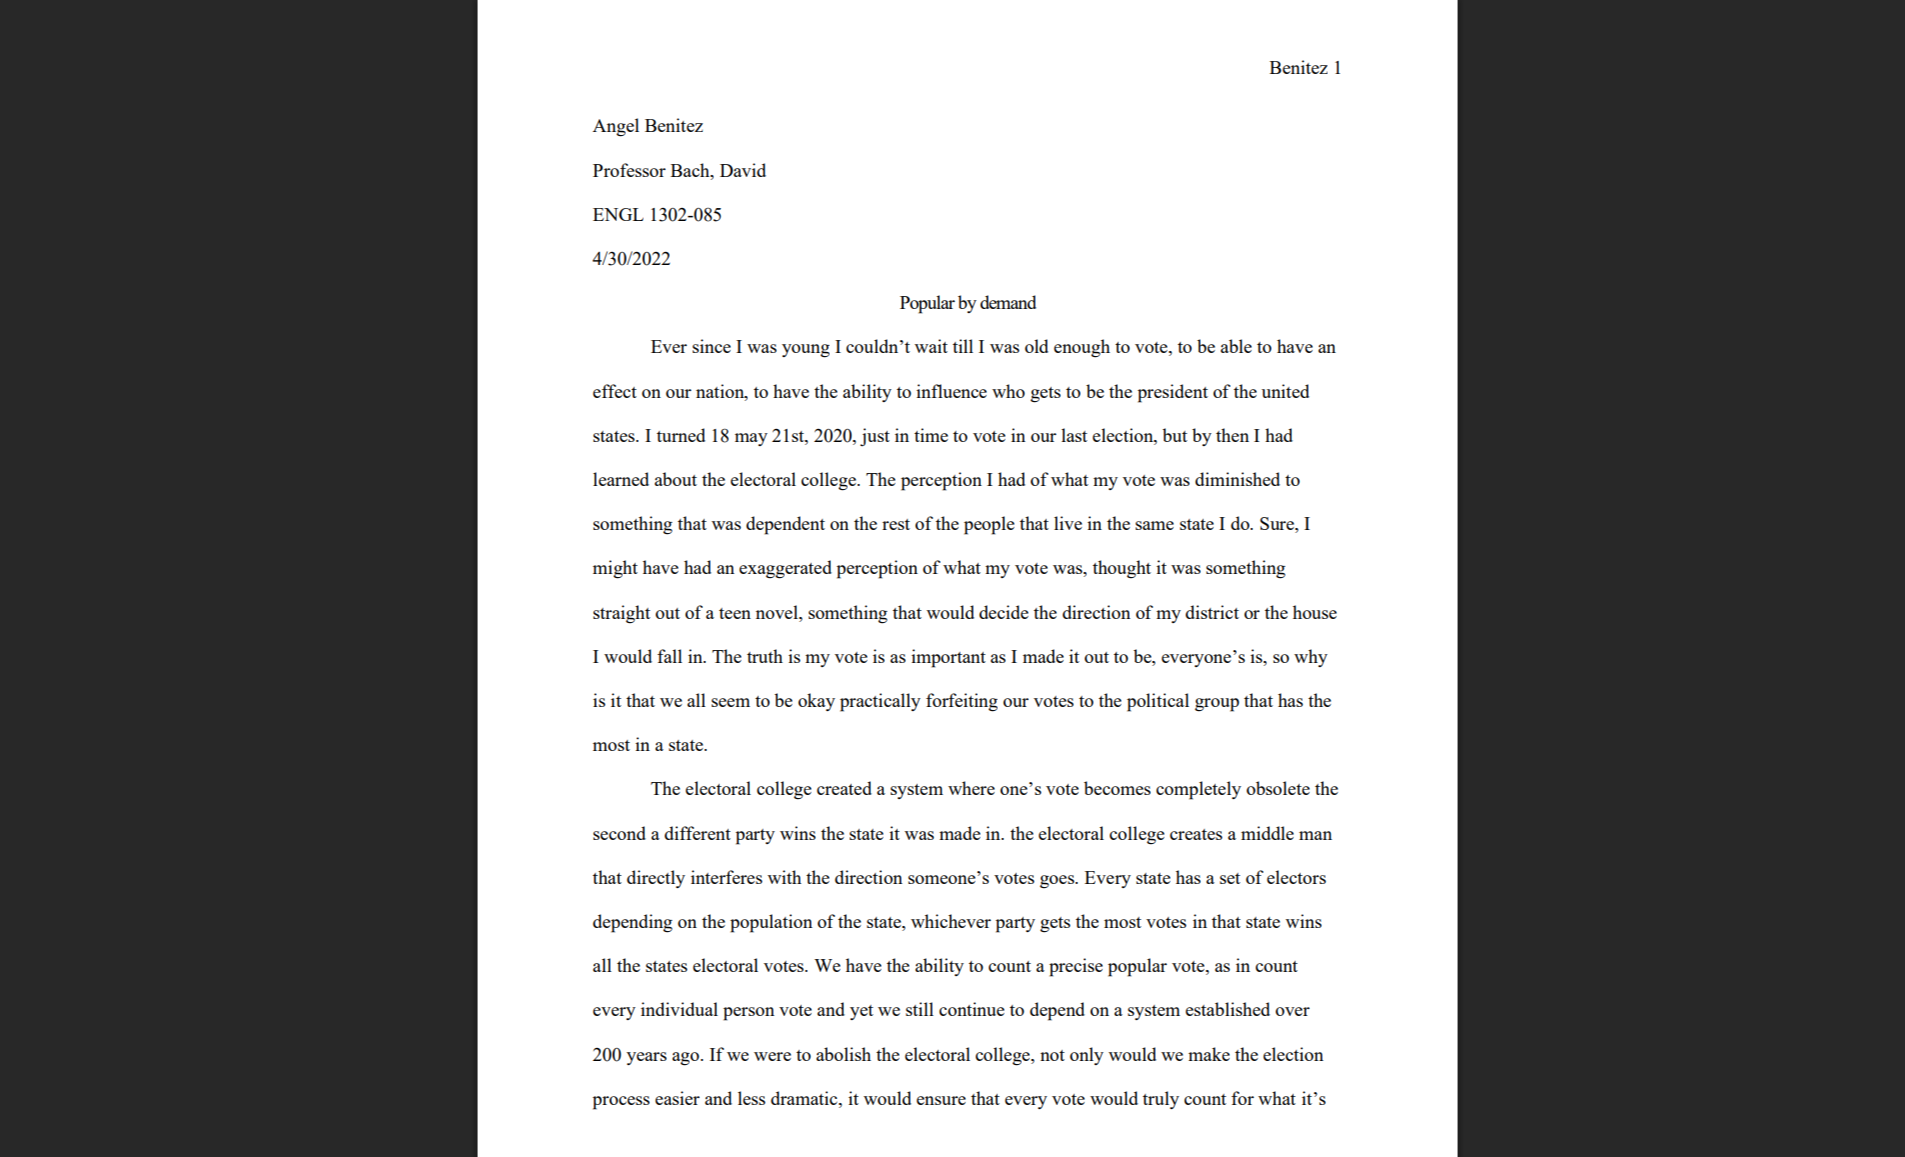 Benitez 1
Angel Benitez
Professor Bach, David
ENGL 1302-085
4/30/2022
Popular by demand
Ever since I was young I couldn’t wait till I was old enough to vote, to be able to have an
effect on our nation, to have the ability to influence who gets to be the president of the united
states. I turned 18 may 21st, 2020, just in time to vote in our last election, but by then I had
learned about the electoral college. The perception I had of what my vote was diminished to
something that was dependent on the rest of the people that live in the same state I do. Sure, I
might have had an exaggerated perception of what my vote was, thought it was something
straight out of a teen novel, something that would decide the direction of my district or the house
I would fall in. The truth is my vote is as important as I made it out to be, everyone’s is, so why
is it that we all seem to be okay practically forfeiting our votes to the political group that has the
most in a state.
The electoral college created a system where one’s vote becomes completely obsolete the
second a different party wins the state it was made in. the electoral college creates a middle man
that directly interferes with the direction someone’s votes goes. Every state has a set of electors
depending on the population of the state, whichever party gets the most votes in that state wins
all the states electoral votes. We have the ability to count a precise popular vote, as in count
every individual person vote and yet we still continue to depend on a system established over
200 years ago. If we were to abolish the electoral college, not only would we make the election
process easier and less dramatic, it would ensure that every vote would truly count for what it’s